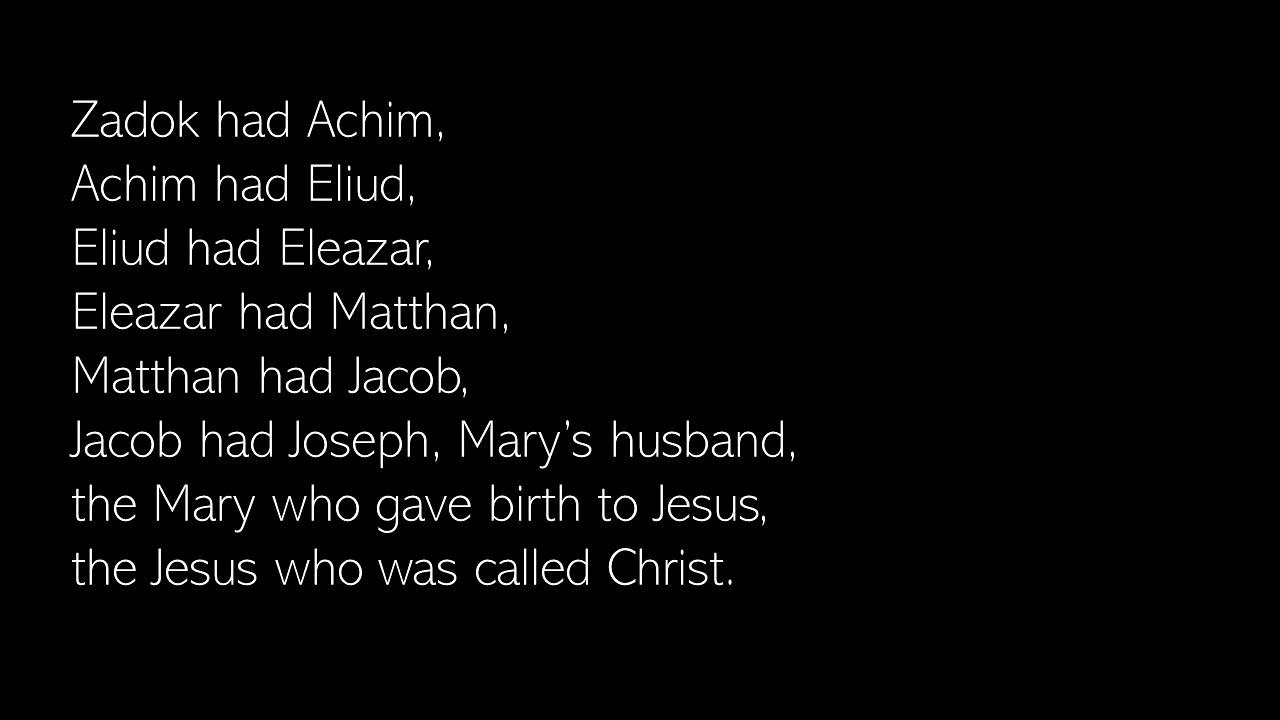 Zadok had Achim,
Achim had Eliud,
Eliud had Eleazar,
Eleazar had Matthan,
Matthan had Jacob,
Jacob had Joseph, Mary’s husband,
the Mary who gave birth to Jesus,
the Jesus who was called Christ.